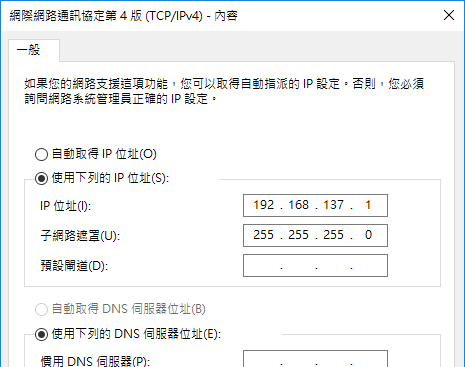 網際網路通訊協定第 4 版 (TCP/IPv4) - 內容
一般
如果您的網路支援這項功能，您可以取得自動指派的 IP 設定。否則，您必須
詢問網路系統管理員正確的 IP 設定。
自動取得 IP 位址(O)
使用下列的 IP 位址(S):
IP 位址(I): 192 . 168 . 137 . 1
子網路遮罩(U): 255 . 255 . 255 . 0
預設閘道(D): . . .
自動取得 DNS 伺服器位址(B)
使用下列的 DNS 伺服器位址(E):
慣用 DNS 伺服器(P): . . .